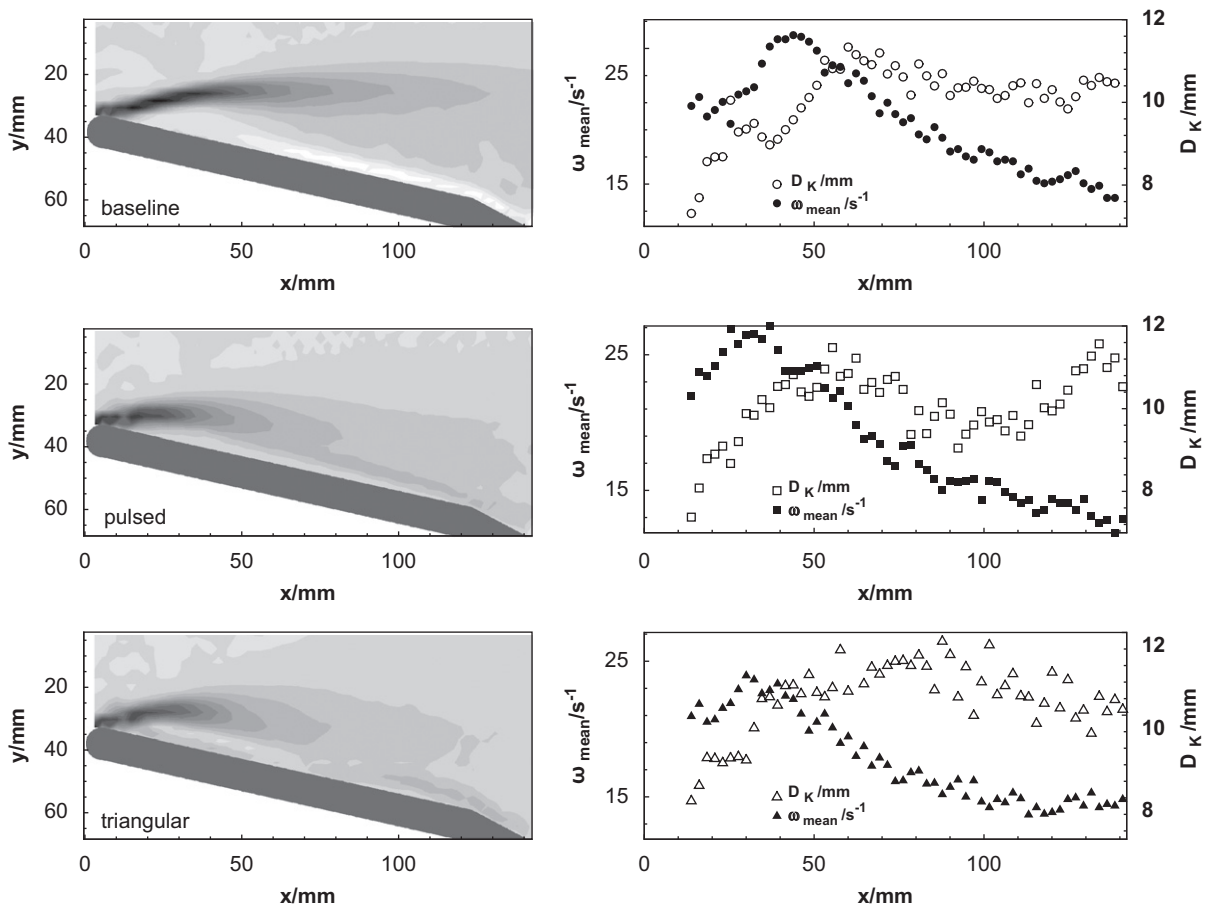 y/mm
20
40
60
baseline
0
50
100
x/mm
ω mean/s-1
25
15
D K /mm
ω mean /s-1
0
50
100
x/mm
12
10
8
D K /mm
y/mm
20
40
60
pulsed
0
50
100
x/mm
ω mean/s-1
25
15
D K /mm
ω mean /s-1
0
50
100
x/mm
12
10
8
D K /mm
y/mm
20
40
60
triangular
0
50
100
x/mm
ω mean/s-1
25
15
D K /mm
ω mean /s-1
0
50
100
x/mm
12
10
8
D K /mm